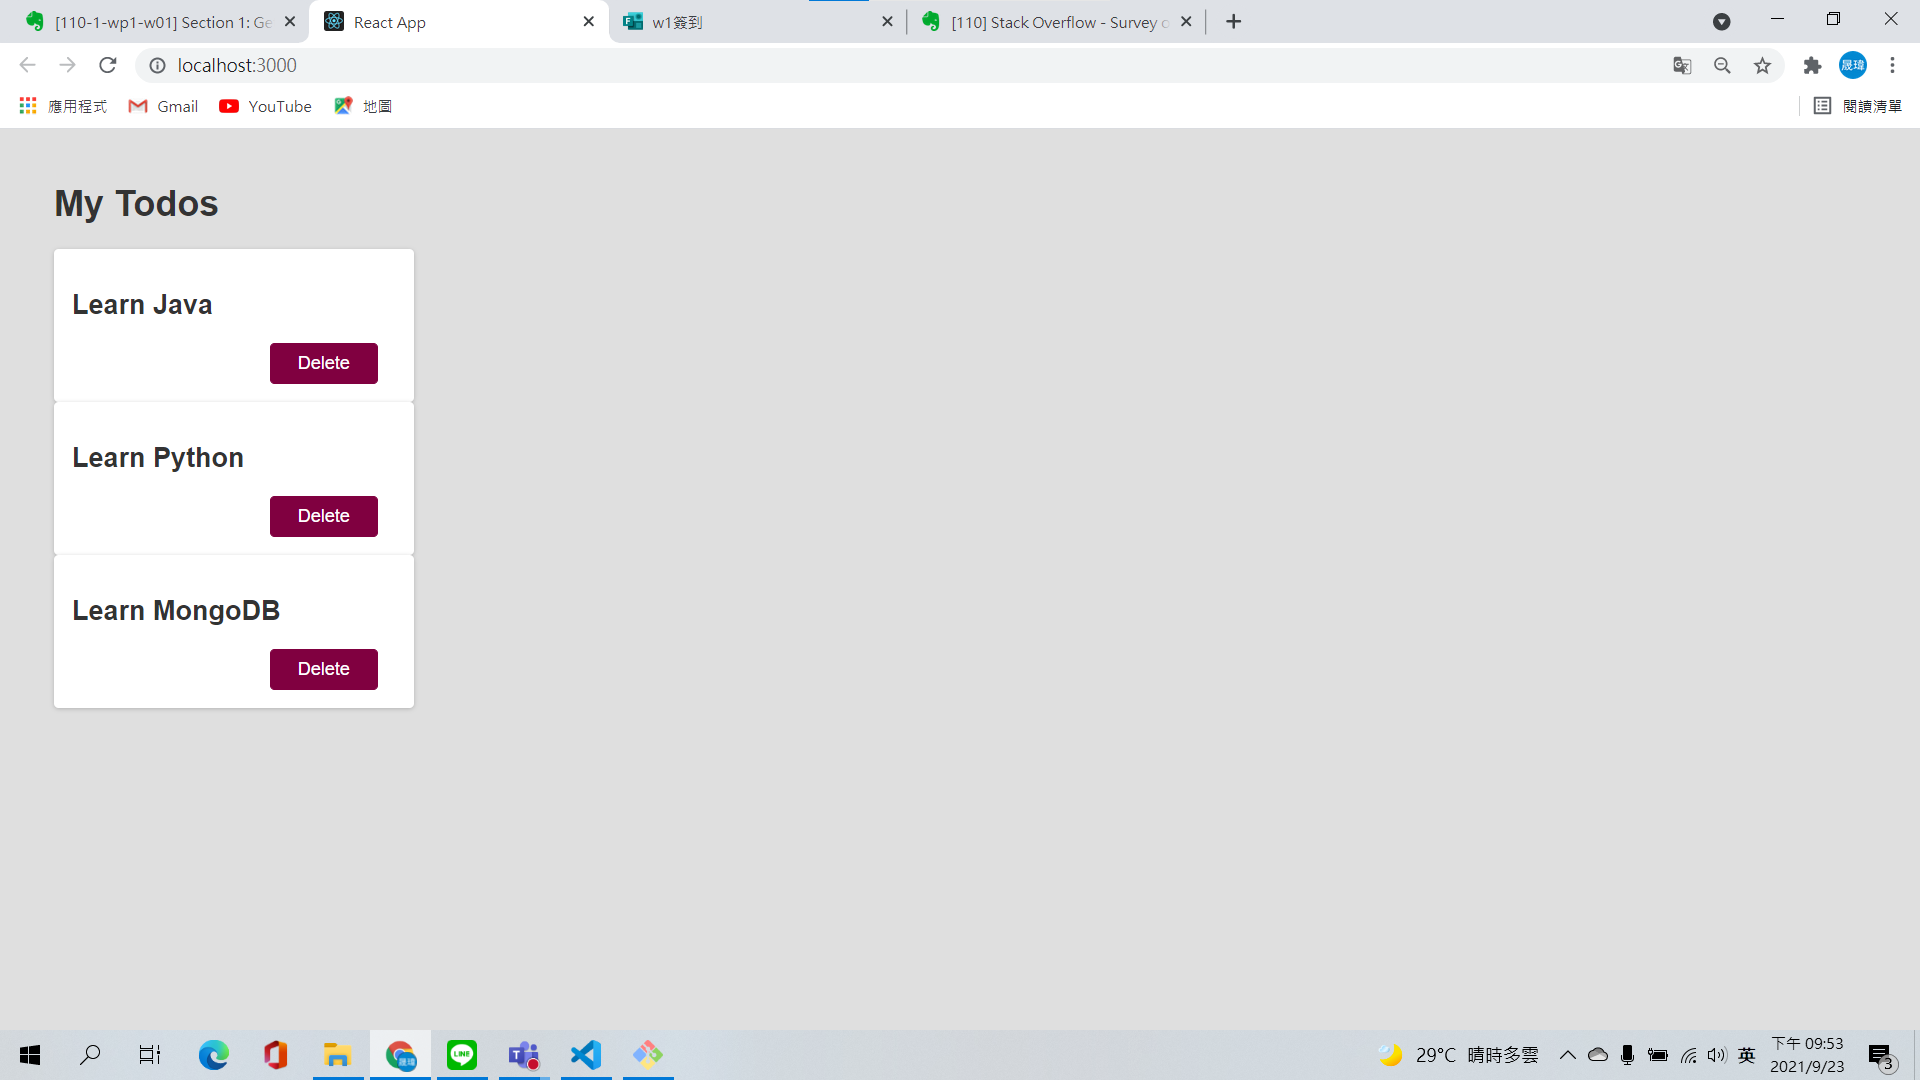 [110-1-wp1-w01] Section 1: Ge
React App
w1簽到
[110] Stack Overflow - Survey o
localhost:3000
晟瑋
應用程式
Gmail
YouTube
地圖
閱讀清單
My Todos
Learn Java
Delete
Learn Python
Delete
Learn MongoDB
Delete
29°C 晴時多雲
英
下午 09:53
2021/9/23
3